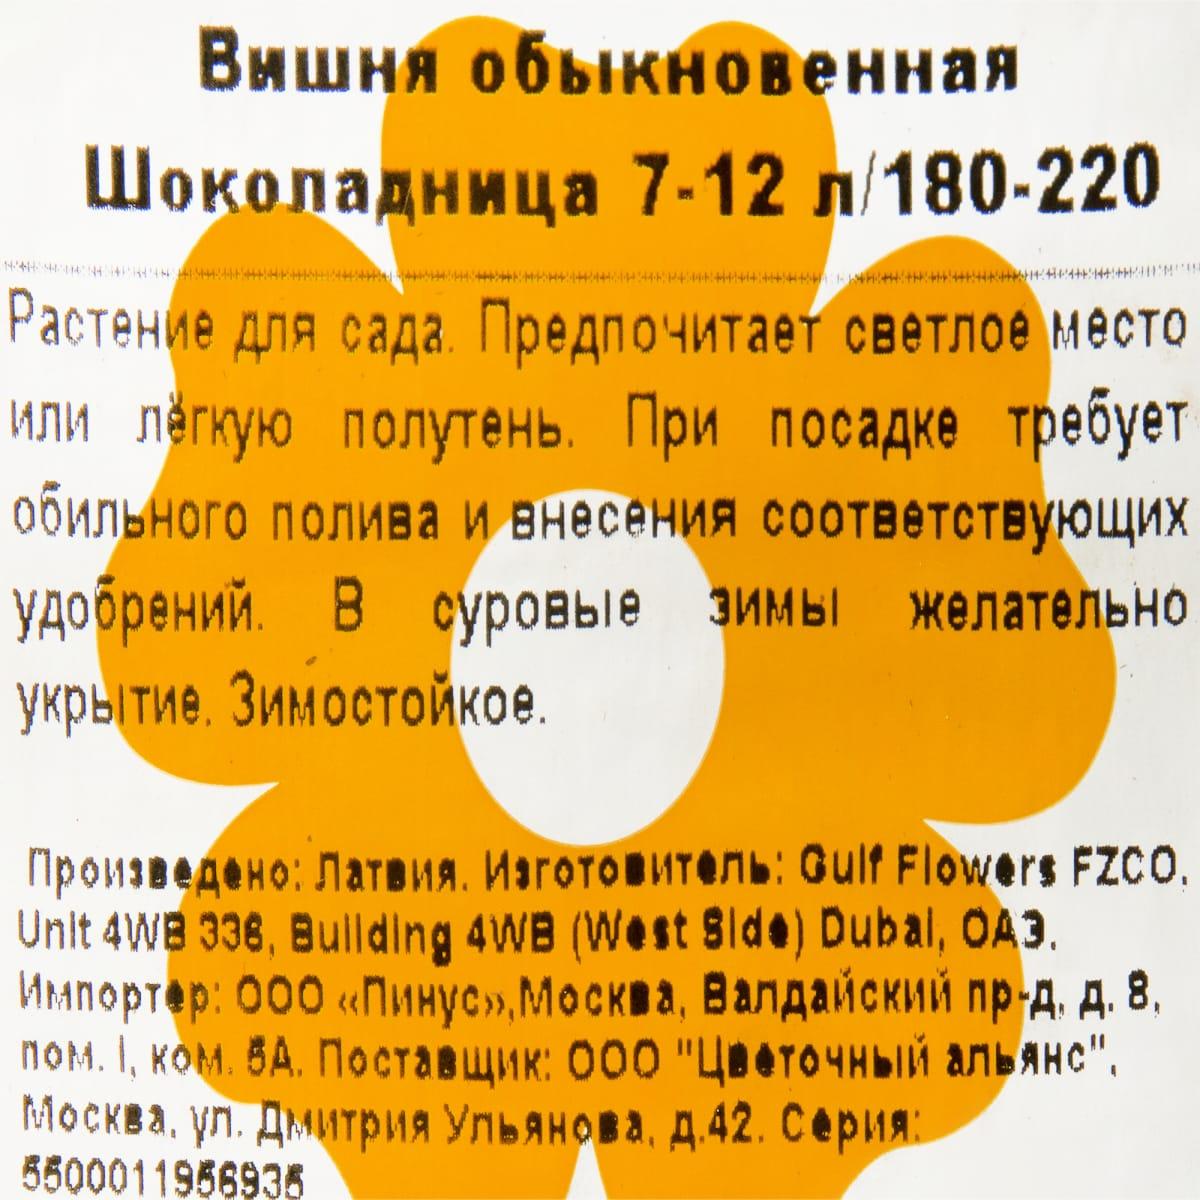 Вишня обыкновенная
Шоколадница 7-12 л/180-220
Растение для сада. Предпочитает светлое место
или лёгкую полутень. При посадке требует
обильного полива и внесения соответствующих
удобрений. В суровые зимы желательно
укрытие. Зимостойкое.
Произведено: Латвия. Изготовитель: Gulf Flowers FZCO,
Unit 4WB 336, Building 4WB (West Side) Dubai, ОАЭ.
Импортер: ООО «Пинус»,Москва, Валдайский пр-д, д. 8,
пом. I, ком. 5А. Поставщик: ООО "Цветочный альянс",
Москва, ул. Дмитрия Ульянова, д.42. Серия:
5500011956935